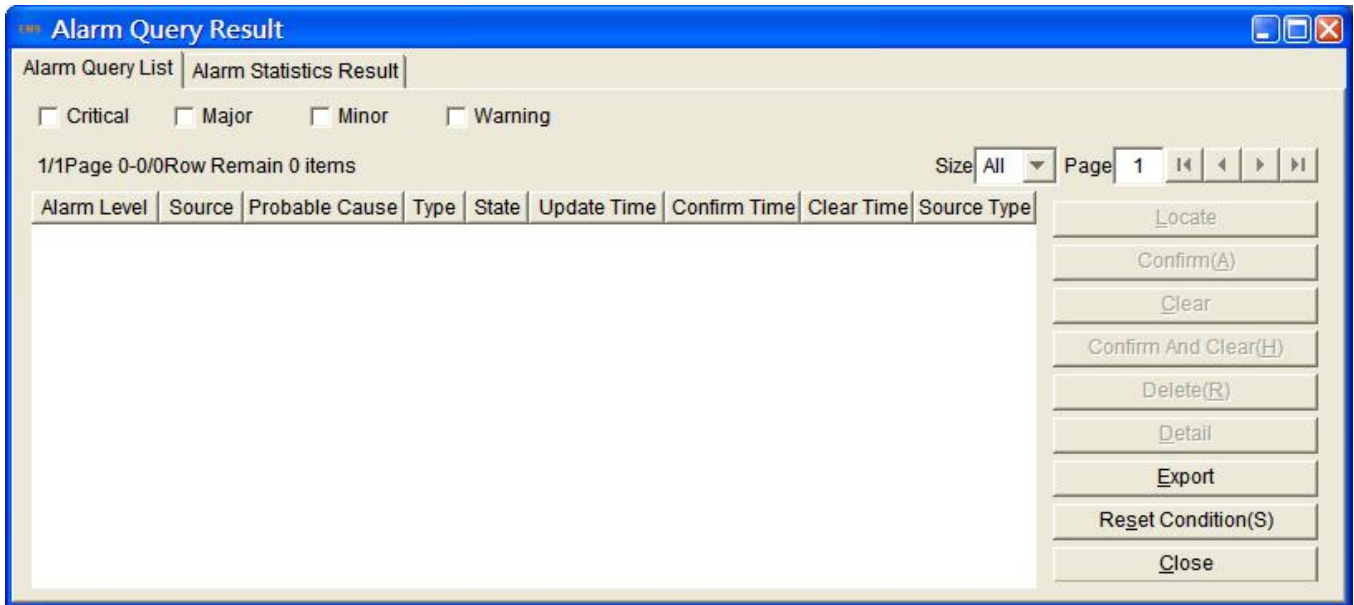 EMS Alarm Query Result
Alarm Query List Alarm Statistics Result
Critical Major Minor Warning
1/1Page 0-0/0Row Remain 0 items Size All Page 1
Alarm Level Source Probable Cause Type State Update Time Confirm Time Clear Time Source Type
Locate
Confirm(A)
Clear
Confirm And Clear(H)
Delete(R)
Detail
Export
Reset Condition(S)
Close